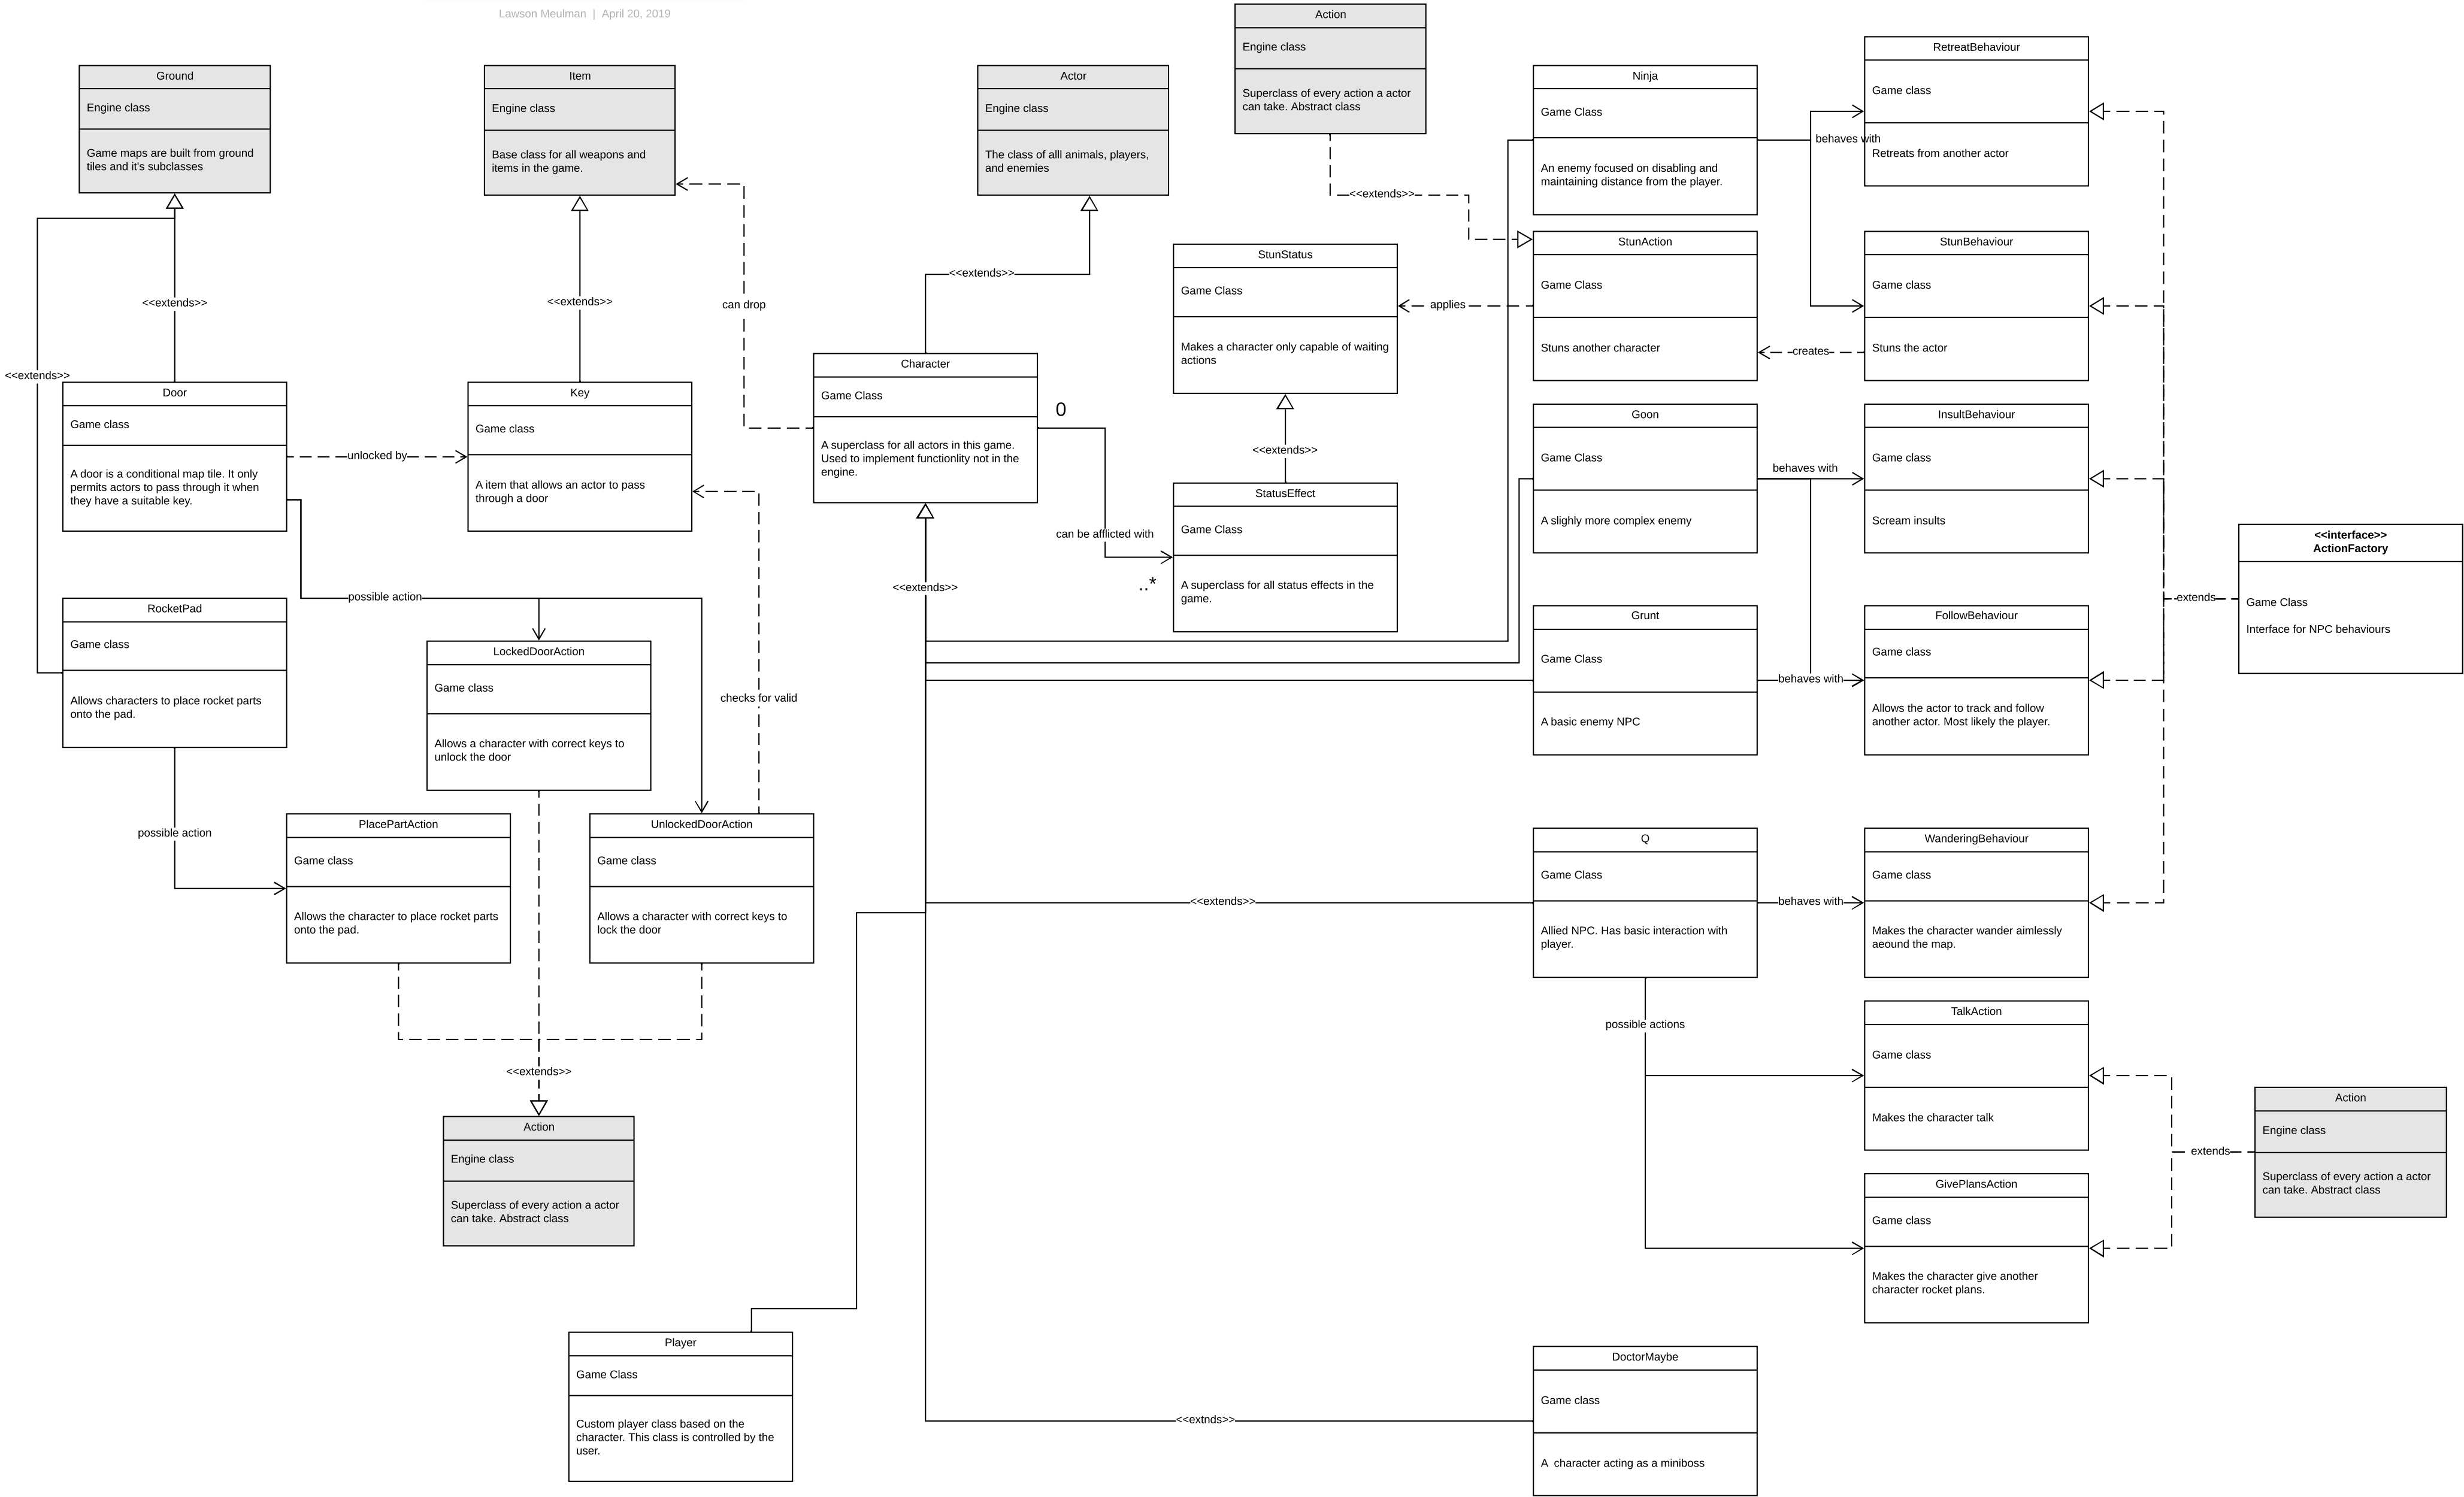 Lawson Meulman | April 20, 2019
Action
Engine class
Superclass of every action a actor
can take. Abstract class
Ground
Engine class
Game maps are built from ground
tiles and it's subclasses
Item
Engine class
Base class for all weapons and
items in the game.
Actor
Engine class
The class of alll animals, players,
and enemies
Ninja
Game Class
An enemy focused on disabling and
maintaining distance from the player.
RetreatBehaviour
Game class
Retreats from another actor
behaves with
<<extends>>
<<extends>>
<<extends>>
<<extends>>
can drop
<<extends>>
StunStatus
Game Class
Makes a character only capable of waiting
actions
applies
StunAction
Game Class
Stuns another character
creates
StunBehaviour
Game class
Stuns the actor
Door
Game class
A door is a conditional map tile. It only
permits actors to pass through it when
they have a suitable key.
unlocked by
Key
Game class
A item that allows an actor to pass
through a door
Character
Game Class
A superclass for all actors in this game.
Used to implement functionlity not in the
engine.
0
can be afflicted with
..*
<<extends>>
StatusEffect
Game Class
A superclass for all status effects in the
game.
Goon
Game Class
A slighly more complex enemy
behaves with
InsultBehaviour
Game class
Scream insults
<<interface>>
ActionFactory
Game Class
Interface for NPC behaviours
extends
<<extends>>
RocketPad
Game class
Allows characters to place rocket parts
onto the pad.
possible action
LockedDoorAction
Game class
Allows a character with correct keys to
unlock the door
checks for valid
Grunt
Game Class
A basic enemy NPC
behaves with
FollowBehaviour
Game class
Allows the actor to track and follow
another actor. Most likely the player.
possible action
PlacePartAction
Game class
Allows the character to place rocket parts
onto the pad.
UnlockedDoorAction
Game class
Allows a character with correct keys to
lock the door
<<extends>>
Q
Game Class
Allied NPC. Has basic interaction with
player.
behaves with
WanderingBehaviour
Game class
Makes the character wander aimlessly
aeound the map.
possible actions
TalkAction
Game class
Makes the character talk
<<extends>>
Action
Engine class
Superclass of every action a actor
can take. Abstract class
extends
Action
Engine class
Superclass of every action a actor
can take. Abstract class
GivePlansAction
Game class
Makes the character give another
character rocket plans.
Player
Game Class
Custom player class based on the
character. This class is controlled by the
user.
<<extnds>>
DoctorMaybe
Game class
A  character acting as a miniboss